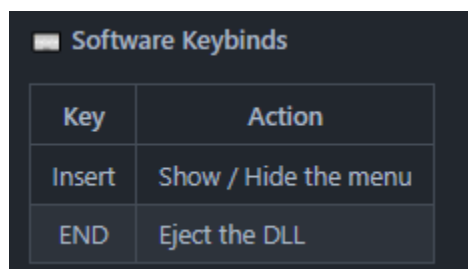 Software Keybinds
Key Action
Insert Show / Hide the menu
END Eject the DLL